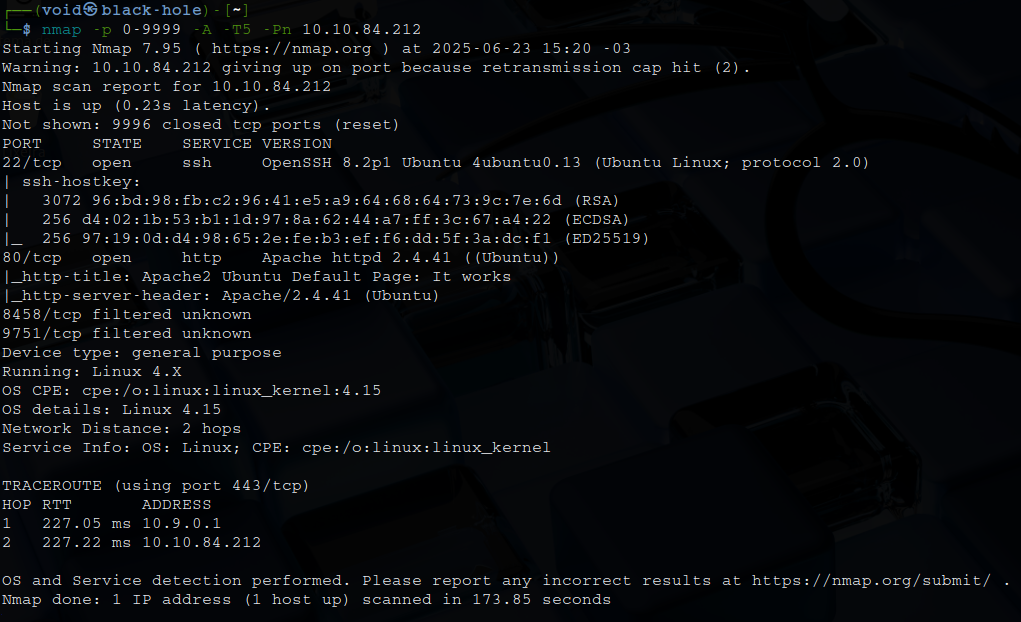 ┌──(void㉿black-hole)-[~]
└─$ nmap -p 0-9999 -A -T5 -Pn 10.10.84.212
Starting Nmap 7.95 ( https://nmap.org ) at 2025-06-23 15:20 -03
Warning: 10.10.84.212 giving up on port because retransmission cap hit (2).
Nmap scan report for 10.10.84.212
Host is up (0.23s latency).
Not shown: 9996 closed tcp ports (reset)
PORT     STATE    SERVICE VERSION
22/tcp   open     ssh     OpenSSH 8.2p1 Ubuntu 4ubuntu0.13 (Ubuntu Linux; protocol 2.0)
| ssh-hostkey:
|   3072 96:bd:98:fb:c2:96:41:e5:a9:64:68:64:73:9c:7e:6d (RSA)
|   256 d4:02:1b:53:b1:1d:97:8a:62:44:a7:ff:3c:67:a4:22 (ECDSA)
|_  256 97:19:0d:d4:98:65:2e:fe:b3:ef:f6:dd:5f:3a:dc:f1 (ED25519)
80/tcp   open     http    Apache httpd 2.4.41 ((Ubuntu))
|_http-title: Apache2 Ubuntu Default Page: It works
|_http-server-header: Apache/2.4.41 (Ubuntu)
8458/tcp filtered unknown
9751/tcp filtered unknown
Device type: general purpose
Running: Linux 4.X
OS CPE: cpe:/o:linux:linux_kernel:4.15
OS details: Linux 4.15
Network Distance: 2 hops
Service Info: OS: Linux; CPE: cpe:/o:linux:linux_kernel

TRACEROUTE (using port 443/tcp)
HOP RTT       ADDRESS
1   227.05 ms 10.9.0.1
2   227.22 ms 10.10.84.212

OS and Service detection performed. Please report any incorrect results at https://nmap.org/submit/ .
Nmap done: 1 IP address (1 host up) scanned in 173.85 seconds